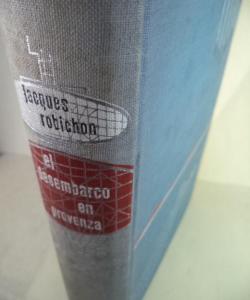 jacques
robichon
el
desembarco
en
provenza